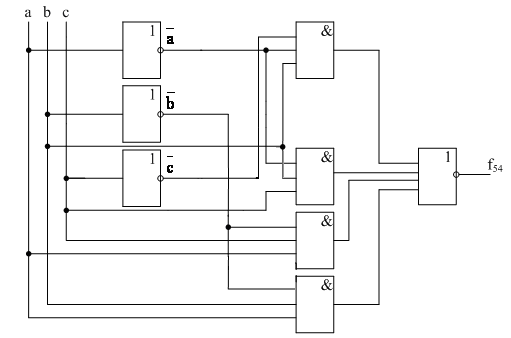 a b c
1 a̅ &
1 b̅
1 c̅ & 1 f₅₄
&
&